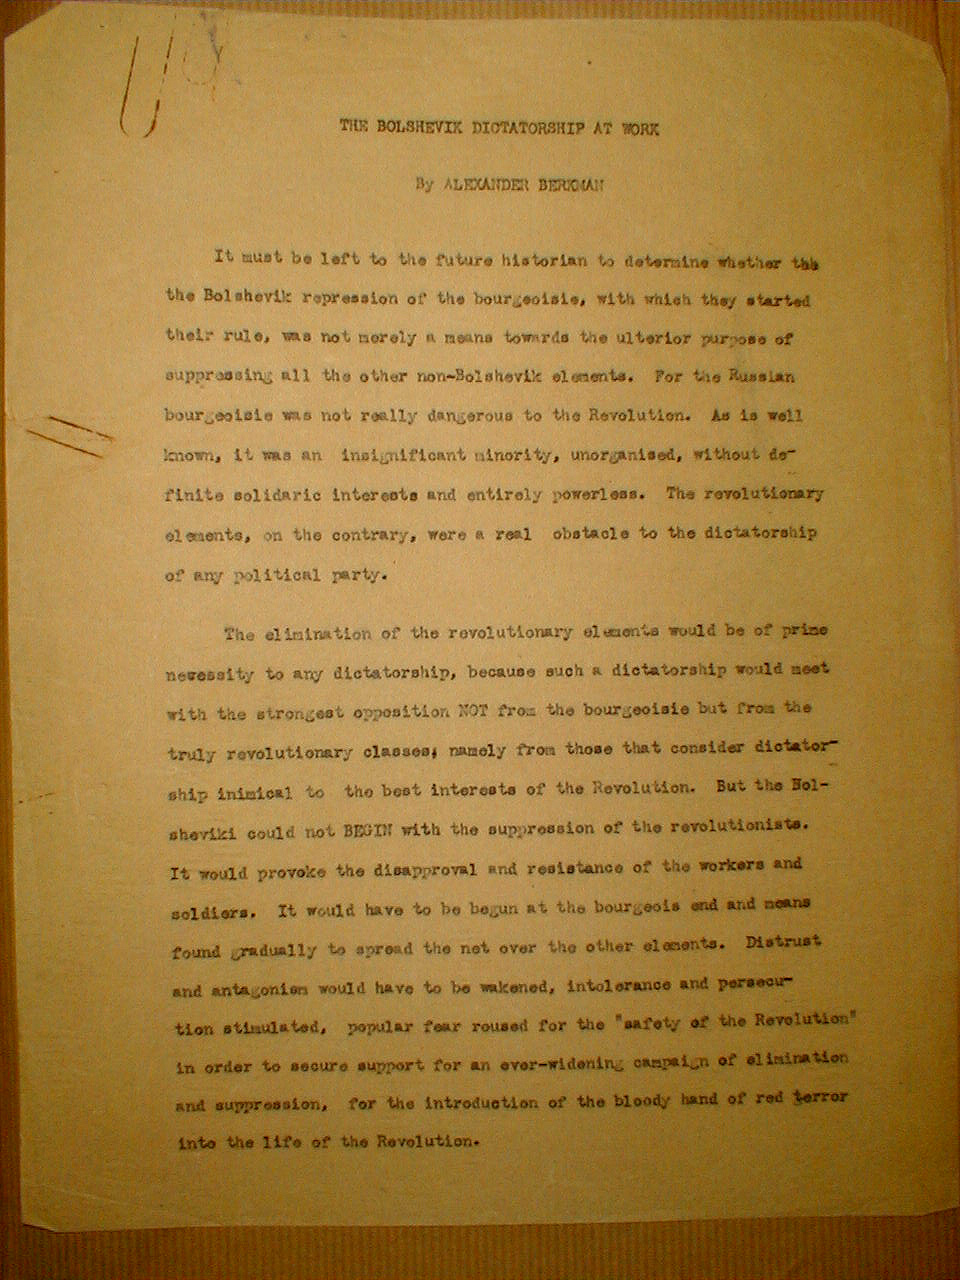 THE BOLSHEVIK DICTATORSHIP AT WORK
By ALEXANDER BERKMAN
It must be left to the future historian to determine whether the
the Bolshevik repression of the bourgeoisie, with which they started
their rule, was not merely a means towards the ulterior purpose of
suppressing all the other non-Bolshevik elements. For the Russian
bourgeoisie was not really dangerous to the Revolution. As is well
known, it was an insignificant minority, unorganised, without de-
finite solidaric interests and entirely powerless. The revolutionary
elements, on the contrary, were a real obstacle to the dictatorship
of any political party.
The elimination of the revolutionary elements would be of prime
necessity to any dictatorship, because such a dictatorship would meet
with the strongest opposition NOT from the bourgeoisie but from the
truly revolutionary classes, namely from those that consider dictator-
ship inimical to the best interests of the Revolution. But the Bol-
sheviki could not BEGIN with the suppression of the revolutionists.
It would provoke the disapproval and resistance of the workers and
soldiers. It would have to be begun at the bourgeois end and means
found gradually to spread the net over the other elements. Distrust
and antagonism would have to be wakened, intolerance and persecu-
tion stimulated, popular fear roused for the "safety of the Revolution"
in order to secure support for an ever-widening campaign of elimination
and suppression, for the introduction of the bloody hand of red terror
into the life of the Revolution.